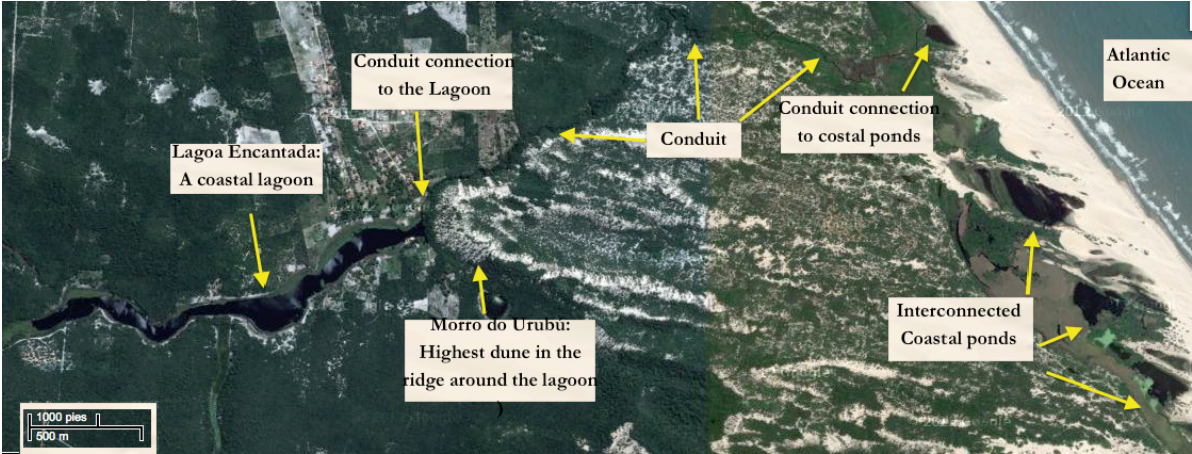 Conduit connection
to the Lagoon
Atlantic
Ocean
Conduit connection
to costal ponds
Conduit
Lagoa Encantada:
A coastal lagoon
Interconnected
Coastal ponds
Morro do Urubú:
Highest dune in the
ridge around the lagoon
1000 pies
500 m